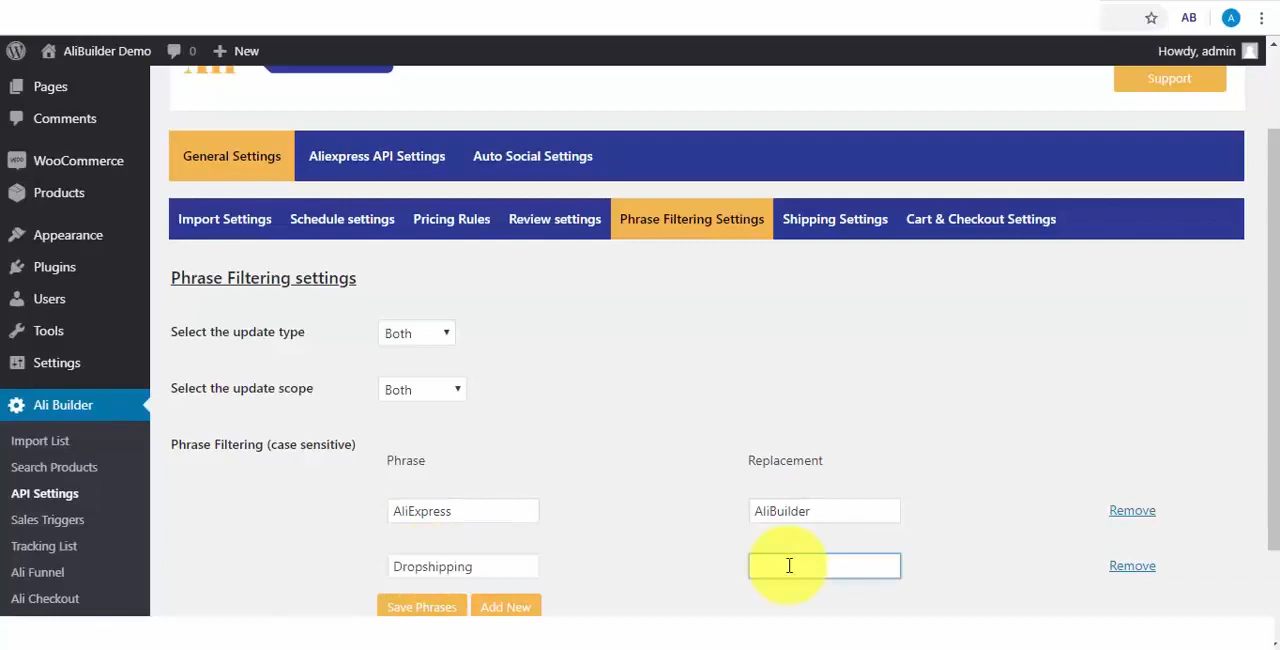 AB
A
AliBuilder Demo 0 New
Howdy, admin
Pages
Comments
WooCommerce
Products
Appearance
Plugins
Users
Tools
Settings
Ali Builder
Import List
Search Products
API Settings
Sales Triggers
Tracking List
Ali Funnel
Ali Checkout
Support
General Settings Aliexpress API Settings Auto Social Settings
Import Settings Schedule settings Pricing Rules Review settings Phrase Filtering Settings Shipping Settings Cart & Checkout Settings
Phrase Filtering settings
Select the update type Both
Select the update scope Both
Phrase Filtering (case sensitive)
Phrase Replacement
AliExpress AliBuilder Remove
Dropshipping Remove
Save Phrases Add New